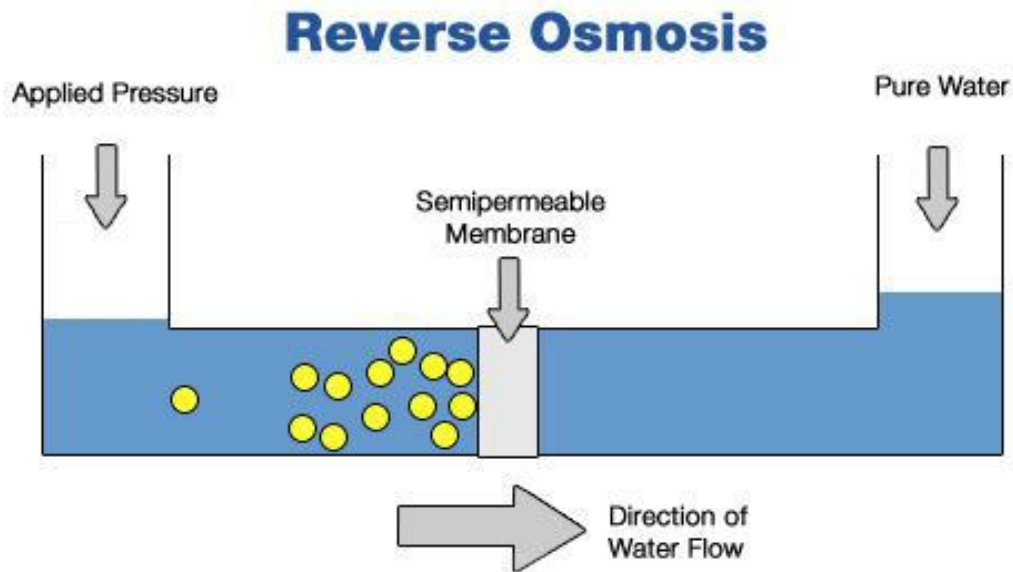 Reverse Osmosis
Applied Pressure
Pure Water
Semipermeable
Membrane
Direction of
Water Flow